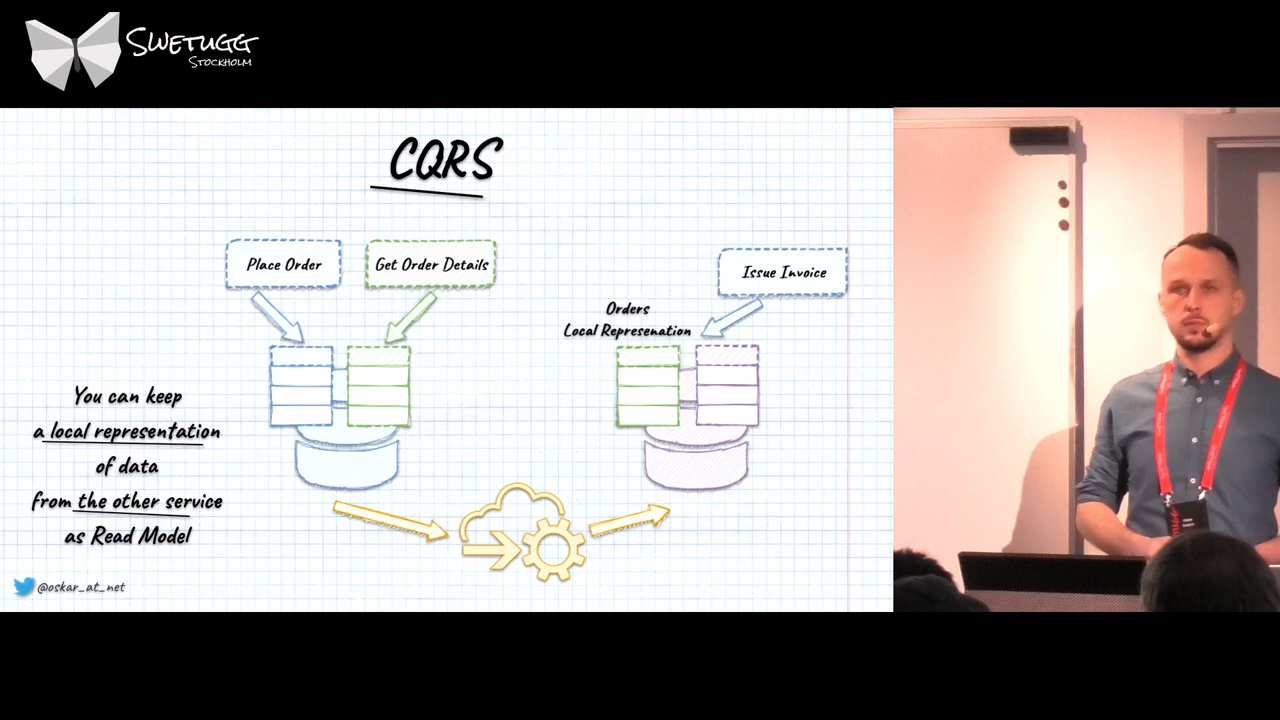 SWETUGG
STOCKHOLM
CQRS
Place Order
Get Order Details
Issue Invoice
Orders
Local Represenation
You can keep
a local representation
of data
from the other service
as Read Model
@oskar_at_net